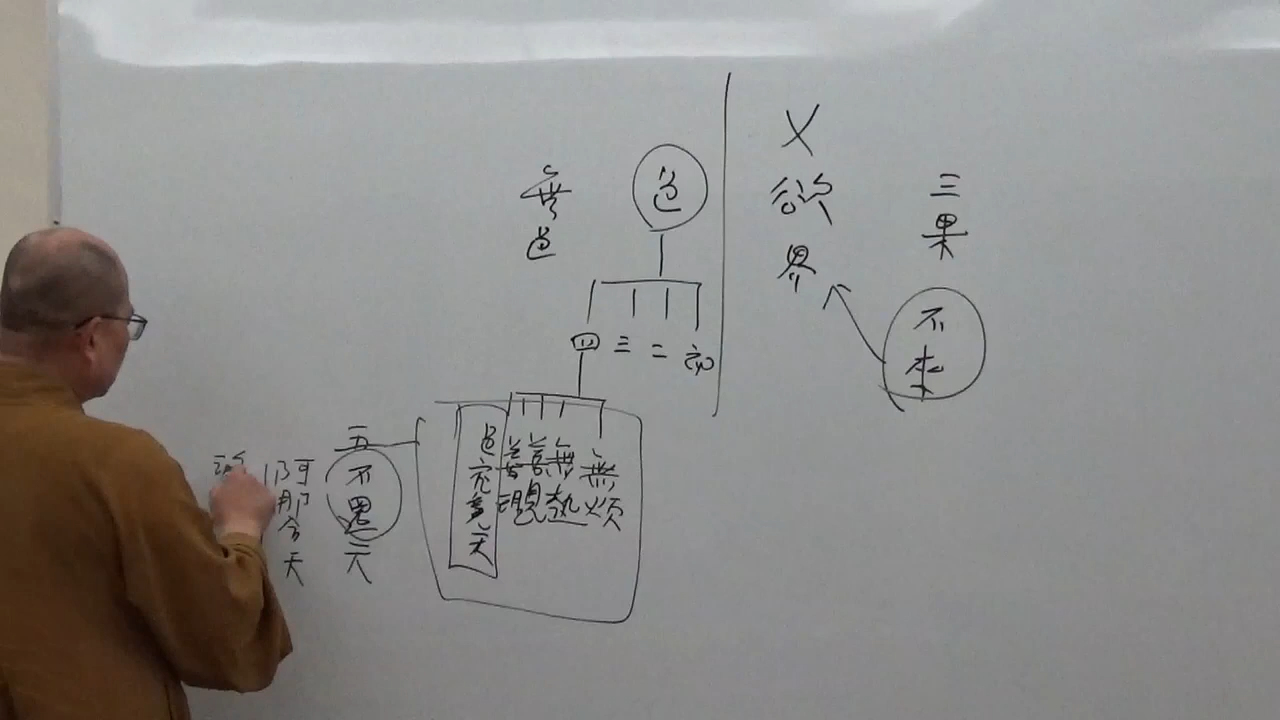 三果
不來
欲界
色
無色
初
二
三
四
無煩
無熱
善現
善
色究竟天
五不還天
阿那含天